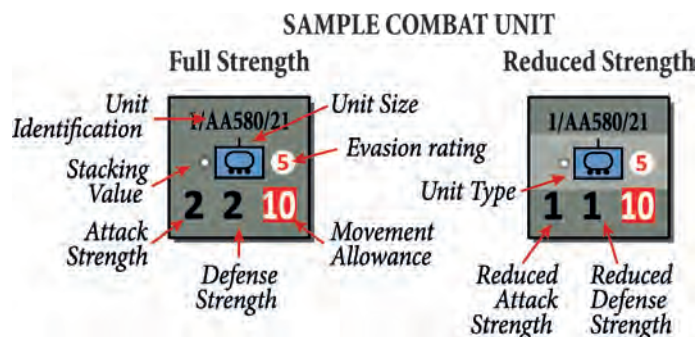 SAMPLE COMBAT UNIT
Full Strength
Reduced Strength
Unit
Identification
1/AA580/21
Unit Size
1/AA580/21
Stacking
Value
5
Evasion rating
5
Unit Type
2 2 10
1 1 10
Attack
Strength
Movement
Allowance
Defense
Strength
Reduced
Attack
Strength
Reduced
Defense
Strength